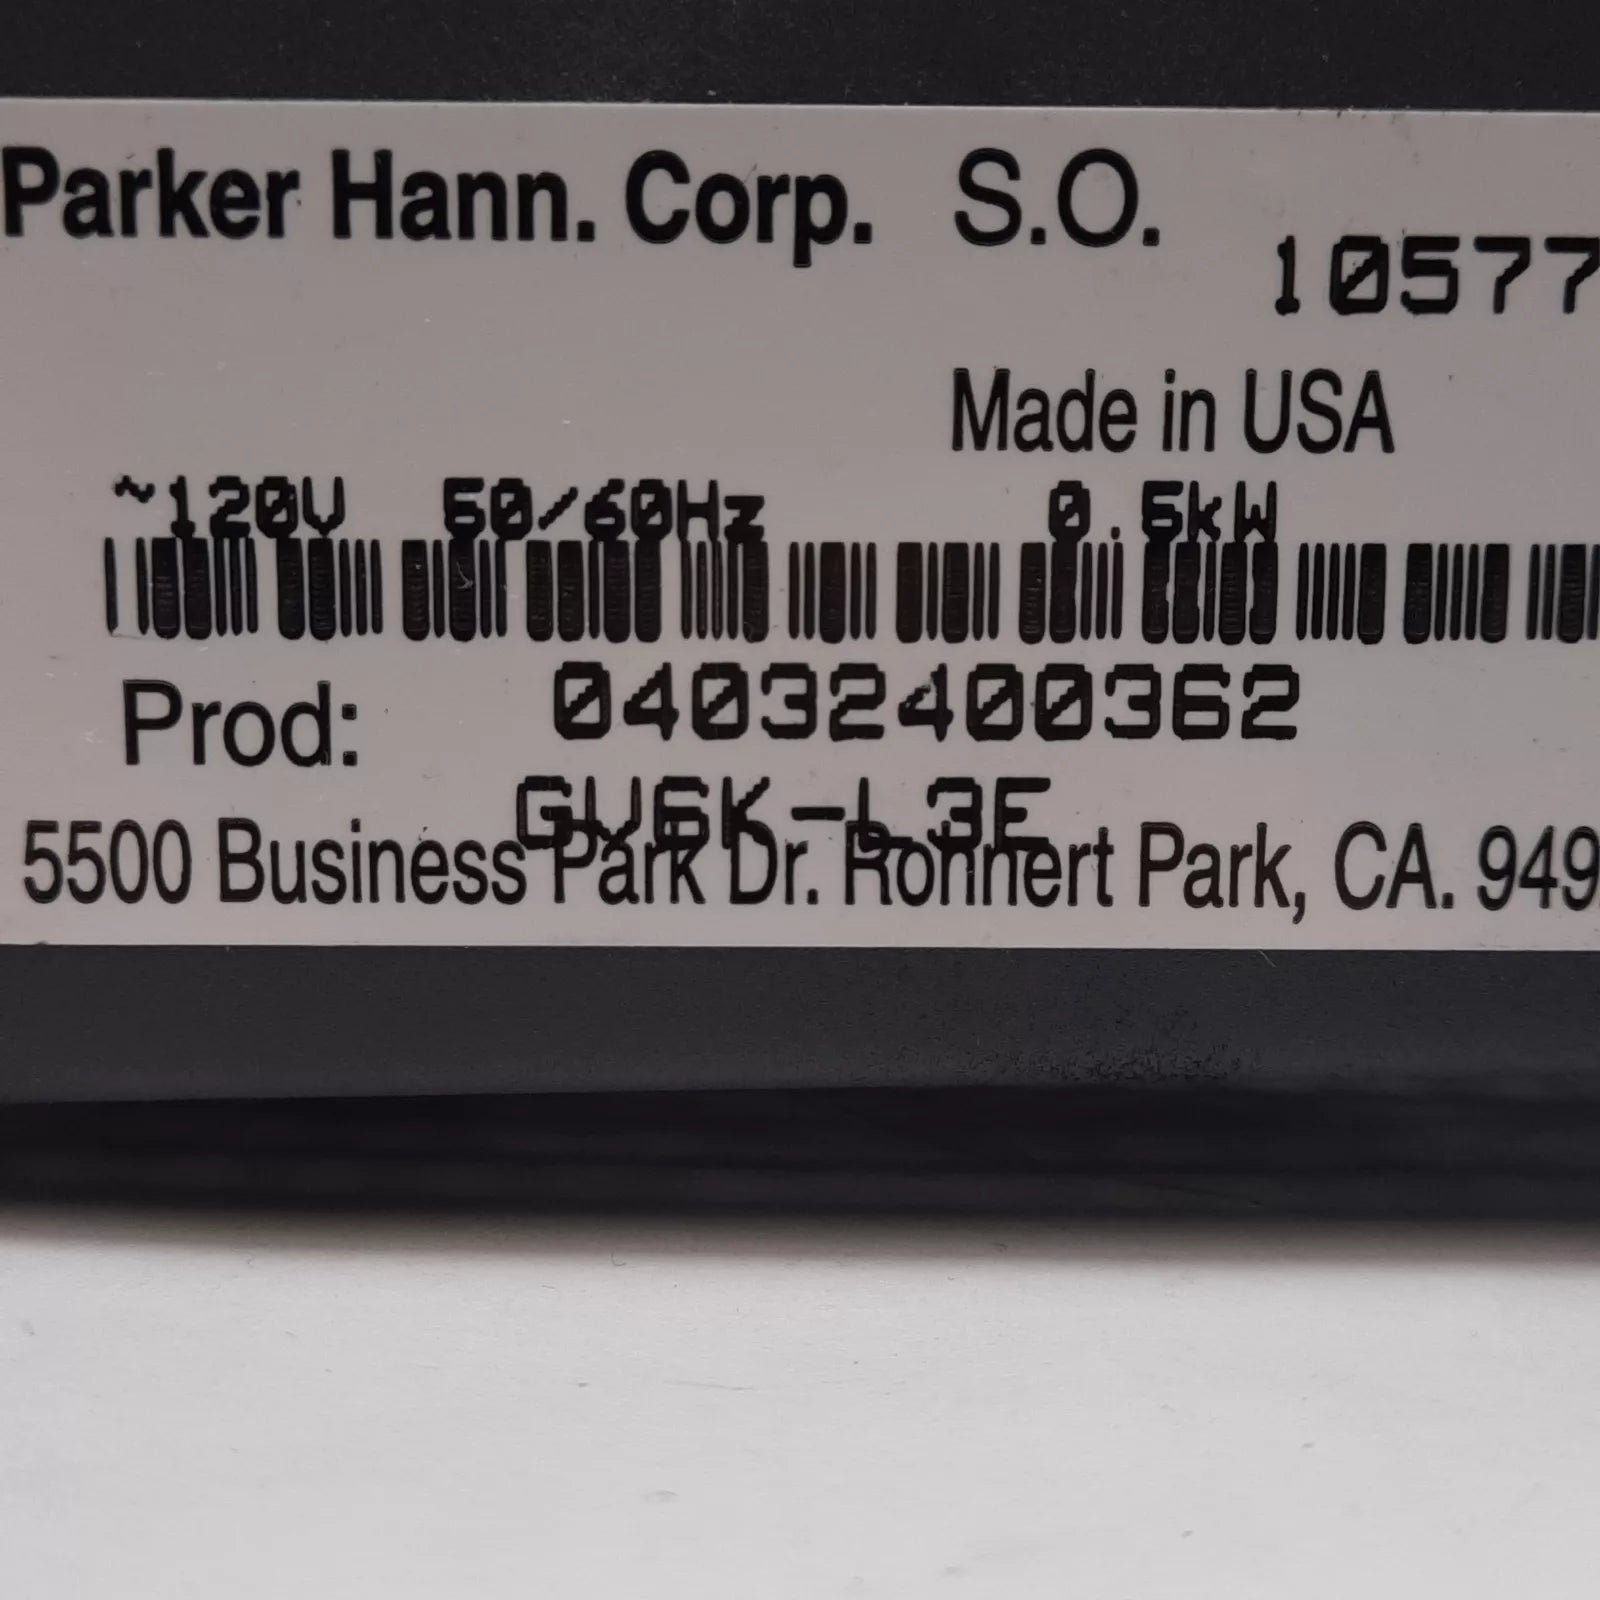 Parker Hann. Corp. S.O. 10577
Made in USA
~120V 50/60Hz 0.5kW
Prod: 04032400362
GV6K-L3E
5500 Business Park Dr. Rohnert Park, CA. 949